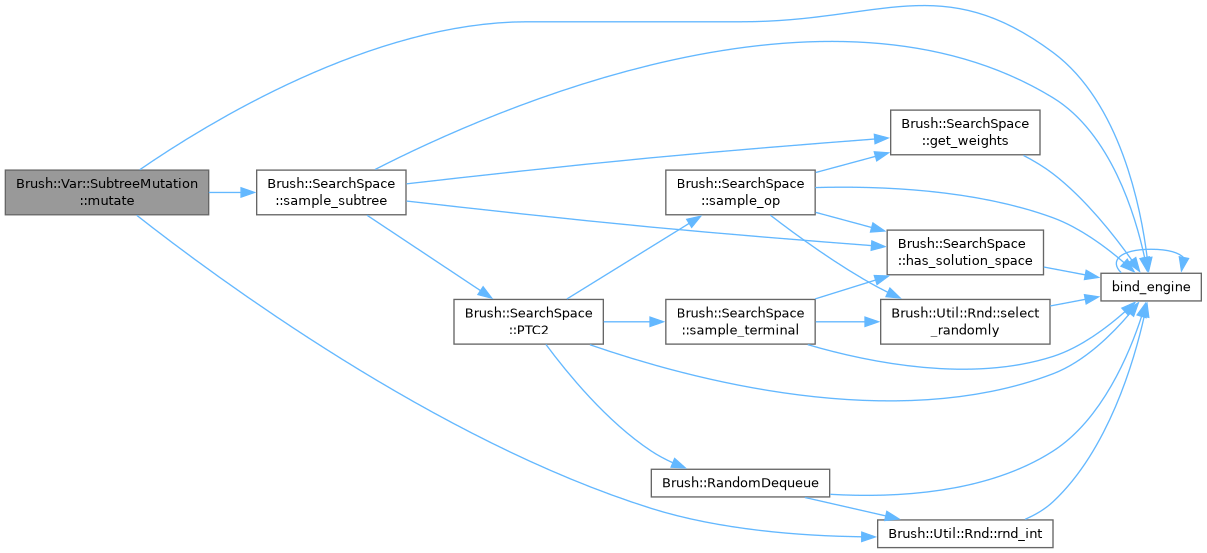 Brush::Var::SubtreeMutation
::mutate
Brush::SearchSpace
::sample_subtree
Brush::SearchSpace
::PTC2
Brush::SearchSpace
::sample_op
Brush::SearchSpace
::sample_terminal
Brush::RandomDequeue
Brush::SearchSpace
::get_weights
Brush::SearchSpace
::has_solution_space
Brush::Util::Rnd::select
_randomly
Brush::Util::Rnd::rnd_int
bind_engine